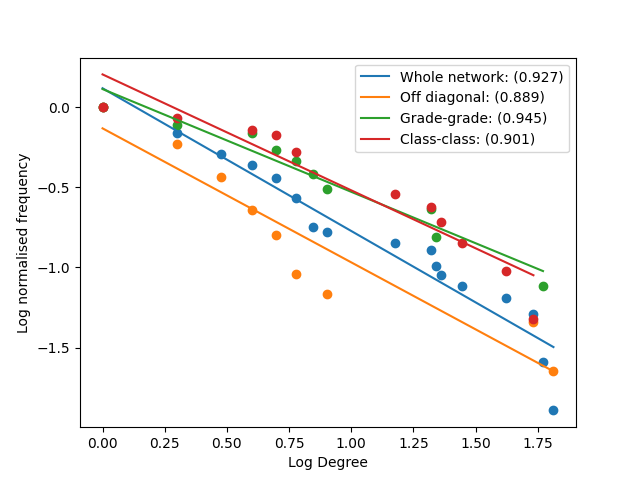 Whole network: (0.927)
Off diagonal: (0.889)
Grade-grade: (0.945)
Class-class: (0.901)
Log normalised frequency
0.0
−0.5
−1.0
−1.5
0.00 0.25 0.50 0.75 1.00 1.25 1.50 1.75
Log Degree